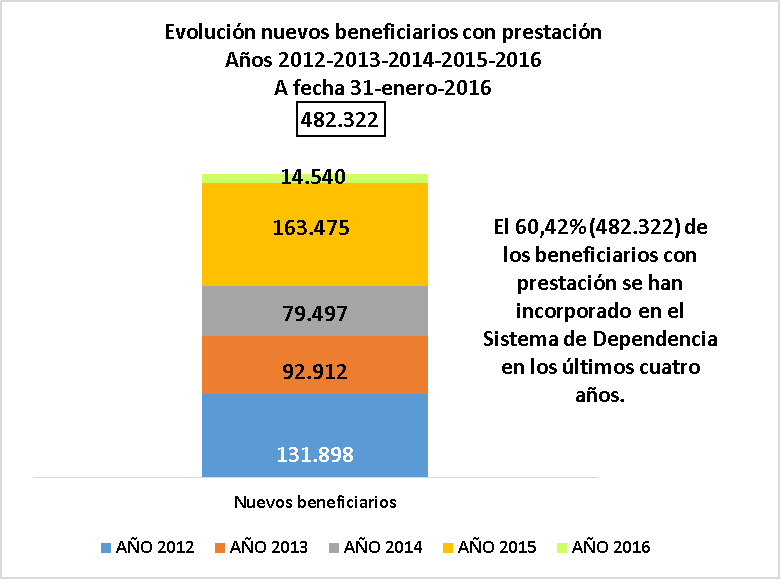 Evolución nuevos beneficiarios con prestación
Años 2012-2013-2014-2015-2016
A fecha 31-enero-2016
482.322
14.540
163.475
79.497
92.912
131.898
El 60,42% (482.322) de
los beneficiarios con
prestación se han
incorporado en el
Sistema de Dependencia
en los últimos cuatro
años.
Nuevos beneficiarios
AÑO 2012 AÑO 2013 AÑO 2014 AÑO 2015 AÑO 2016